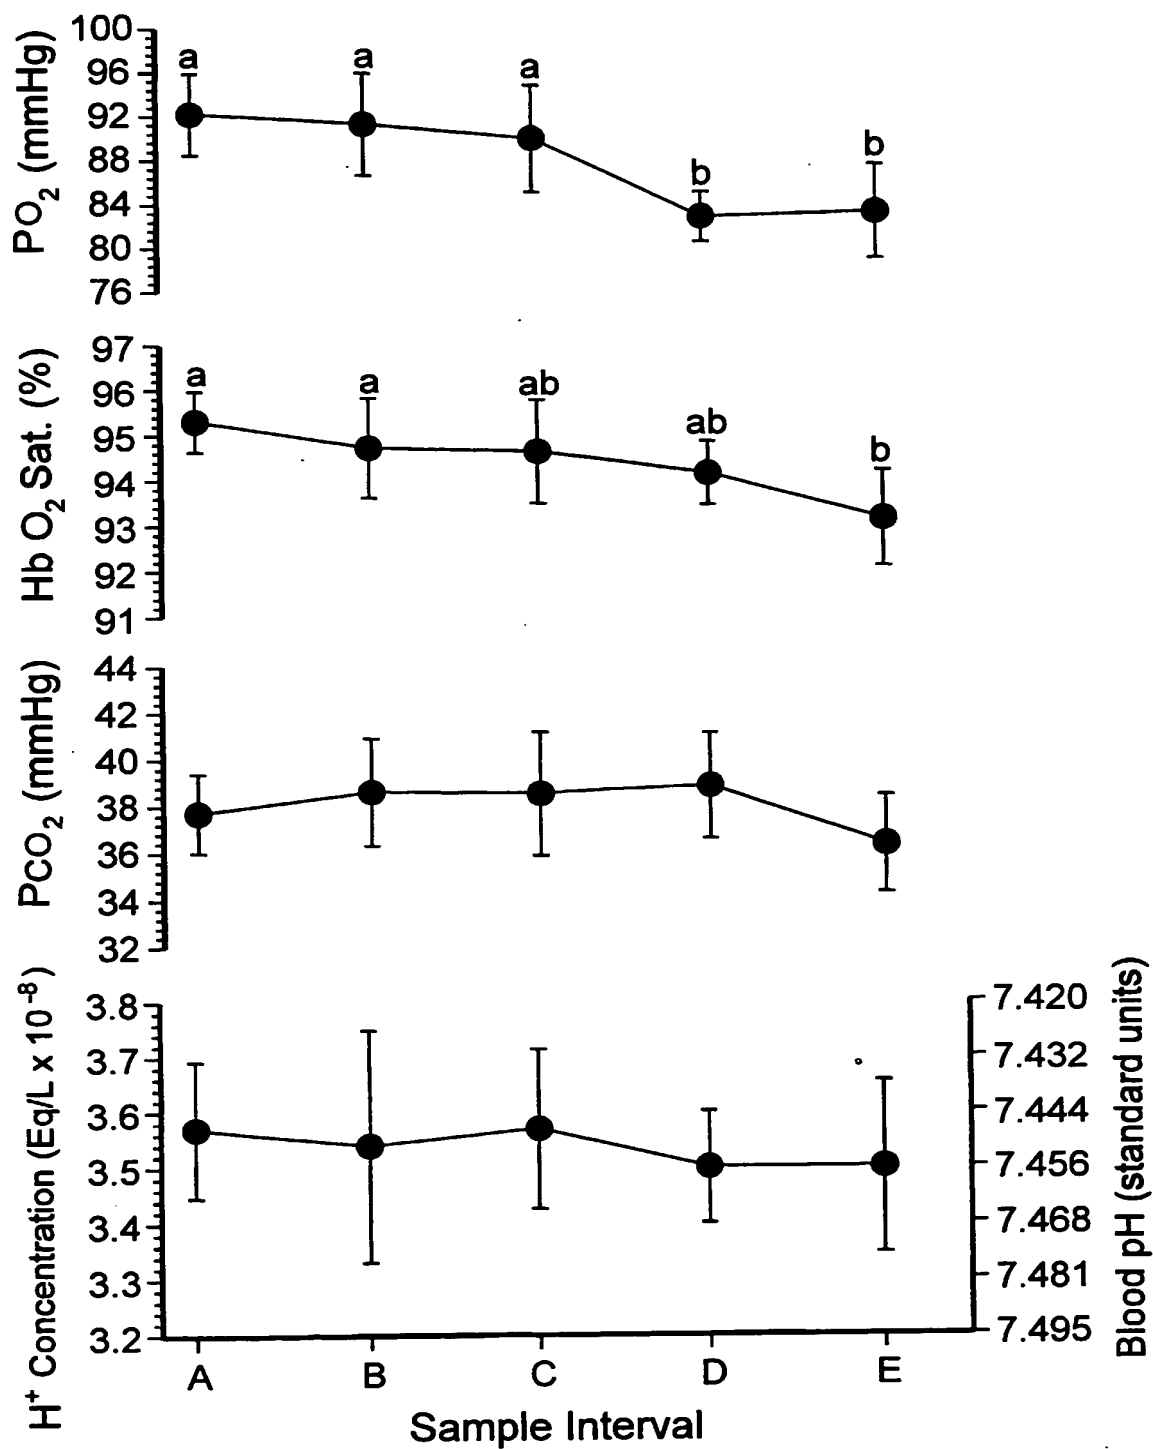 PO2 (mmHg)
100
96
92
88
84
80
76
a
a
a
b
b
Hb O2 Sat. (%)
97
96
95
94
93
92
91
a
a
ab
ab
b
PCO2 (mmHg)
44
42
40
38
36
34
32
H+ Concentration (Eq/L x 10-8)
3.8
3.7
3.6
3.5
3.4
3.3
3.2
7.420
7.432
7.444
7.456
7.468
7.481
7.495
Blood pH (standard units)
A B C D E
Sample Interval